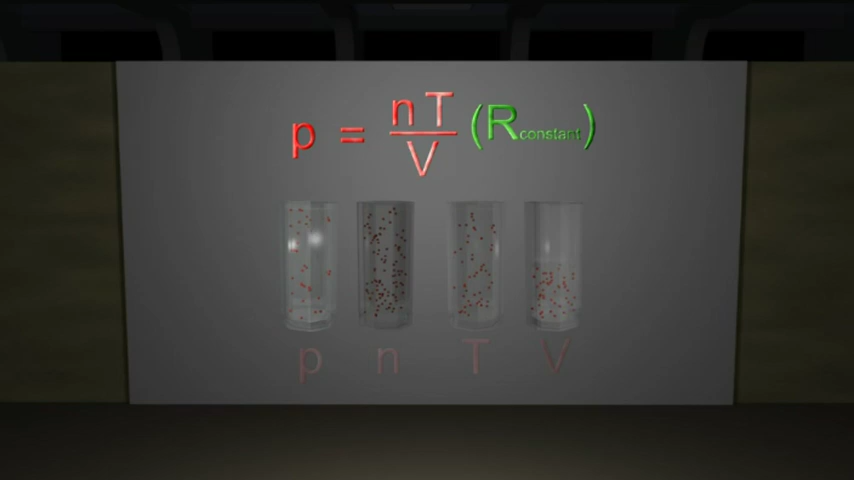 p = nT/V (Rconstant)
p n T V